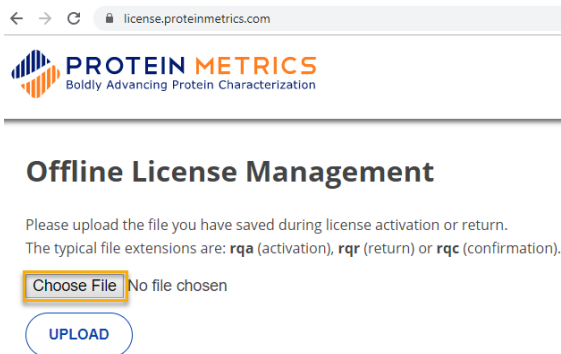 license.proteinmetrics.com
PROTEIN METRICS
Boldly Advancing Protein Characterization
Offline License Management
Please upload the file you have saved during license activation or return.
The typical file extensions are: rqa (activation), rqr (return) or rqc (confirmation).
Choose File No file chosen
UPLOAD